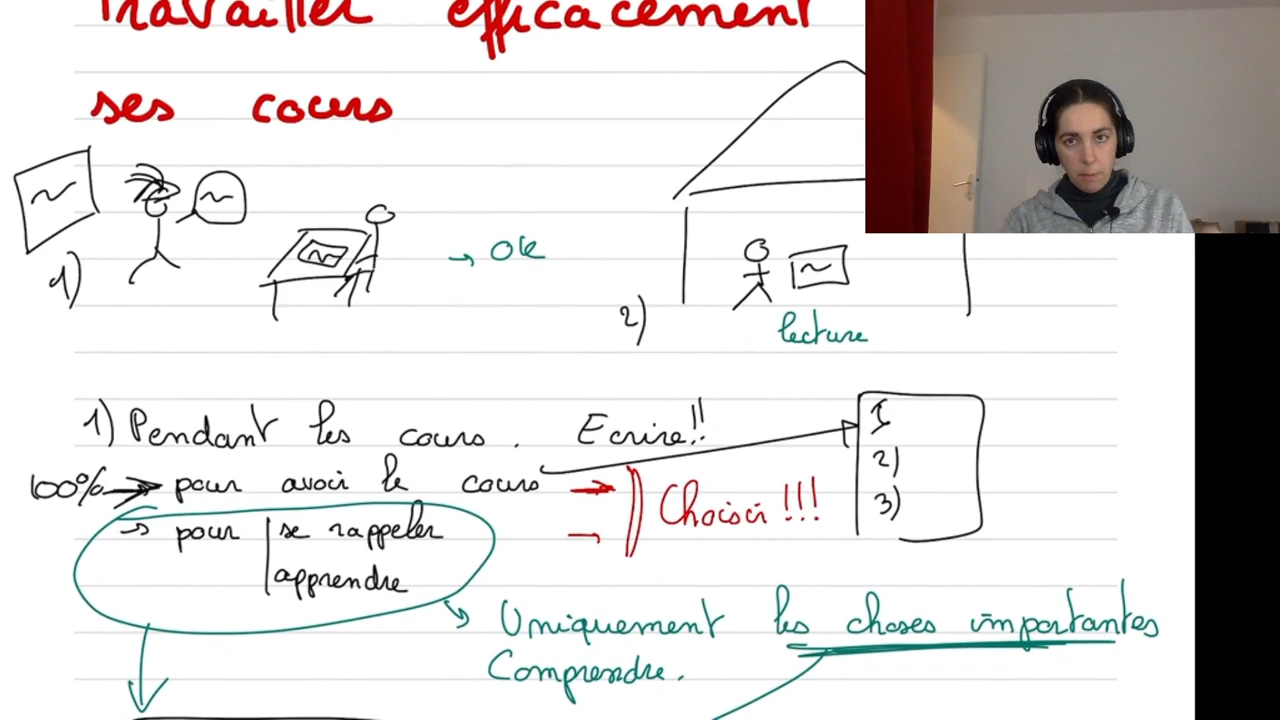 Travailler efficacement
ses cours
1)
→ OK
2)
lecture
1) Pendant les cours. Ecrire!!
1
2)
3)
100% → pour avoir le cours → Choisir !!!
→ pour se rappeler →
apprendre
Uniquement les choses importantes
Comprendre.